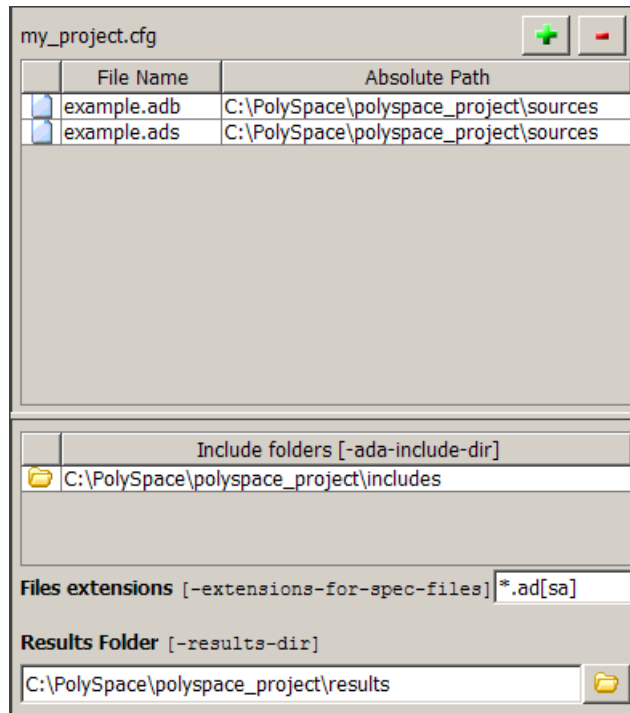 my_project.cfg
File Name Absolute Path
example.adb C:\PolySpace\polyspace_project\sources
example.ads C:\PolySpace\polyspace_project\sources
Include folders [-ada-include-dir]
C:\PolySpace\polyspace_project\includes
Files extensions [-extensions-for-spec-files] *.ad[sa]
Results Folder [-results-dir]
C:\PolySpace\polyspace_project\results